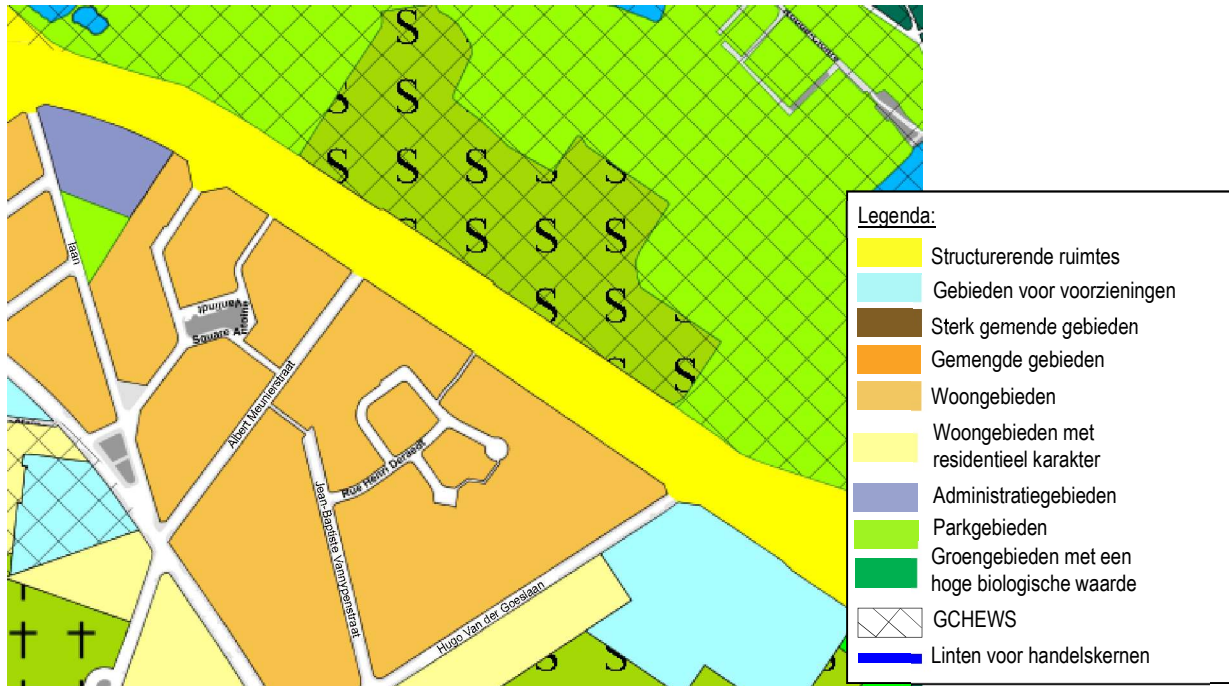 S
S S
S S S S S
S S S S
S S
S S
S S
laan
Vanlindt
Square Antoine
Albert Meunierstraat
Rue Henri Deraedt
Jean-Baptiste Vannypenstraat
Hugo Van der Goeslaan
Legenda:
Structurerende ruimtes
Gebieden voor voorzieningen
Sterk gemende gebieden
Gemengde gebieden
Woongebieden
Woongebieden met
residentieel karakter
Administratiegebieden
Parkgebieden
Groengebieden met een
hoge biologische waarde
GCHEWS
Linten voor handelskernen